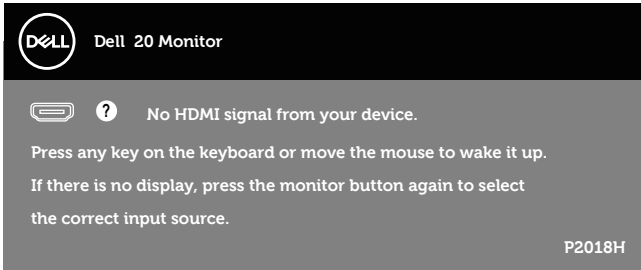 DELL
Dell 20 Monitor
? No HDMI signal from your device.
Press any key on the keyboard or move the mouse to wake it up.
If there is no display, press the monitor button again to select
the correct input source.
P2018H